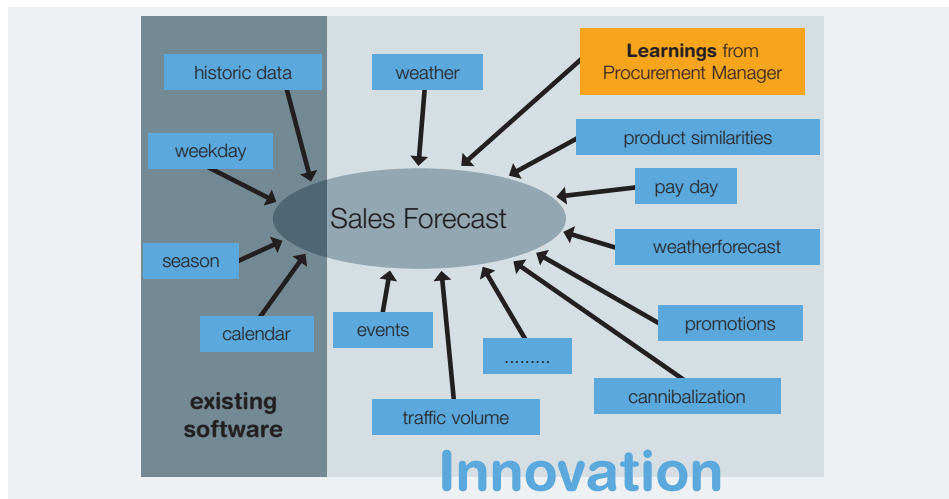 historic data
weather
Learnings from
Procurement Manager
weekday
product similarities
pay day
Sales Forecast
weatherforecast
season
calendar
events
promotions
.........
cannibalization
existing
software
traffic volume
Innovation